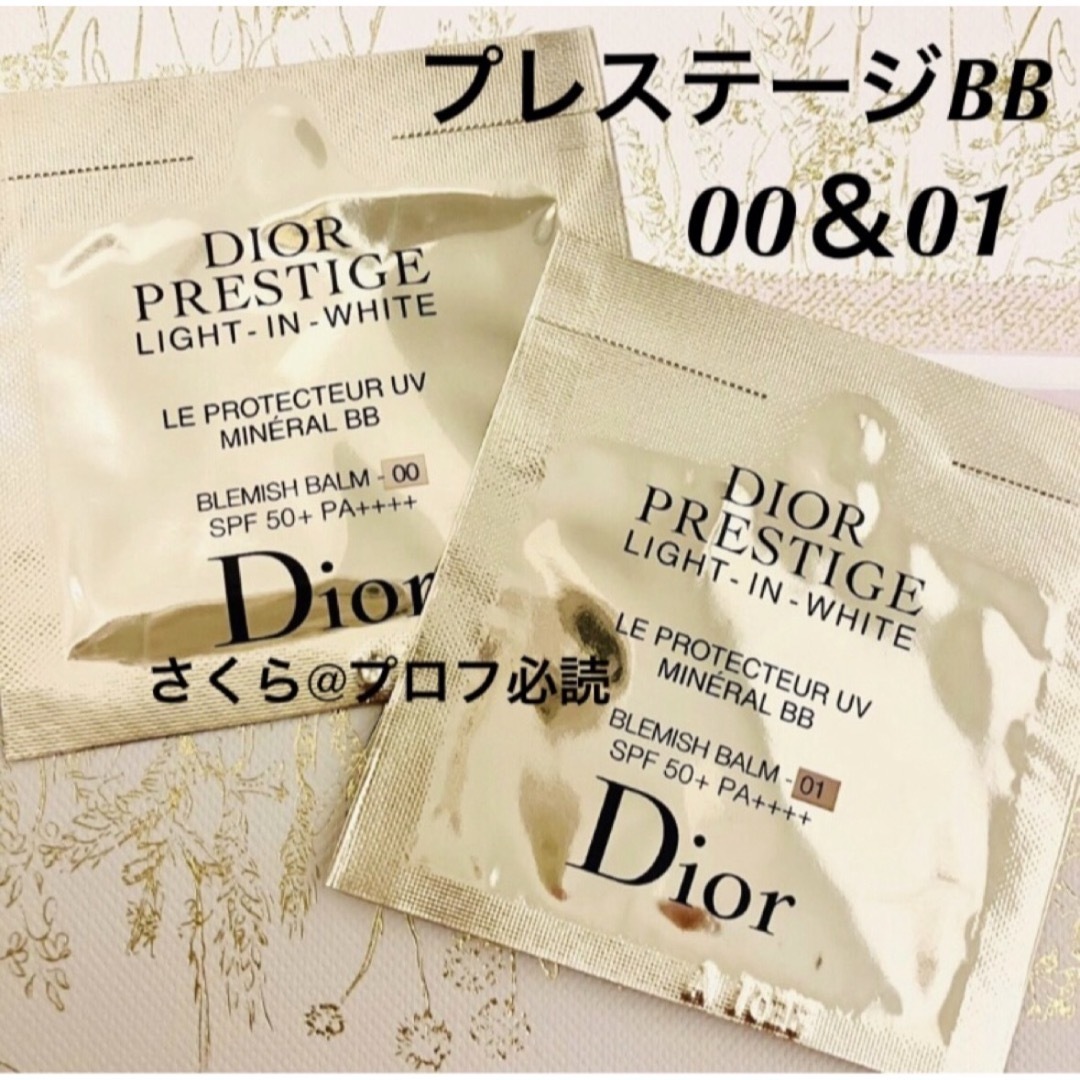 プレステージBB
00&01
DIOR
PRESTIGE
LIGHT-IN-WHITE
LE PROTECTEUR UV
MINÉRAL BB
BLEMISH BALM - 00
SPF 50+ PA++++
Dior
さくら@プロフ必読
DIOR
PRESTIGE
LIGHT-IN-WHITE
LE PROTECTEUR UV
MINÉRAL BB
BLEMISH BALM - 01
SPF 50+ PA++++
Dior